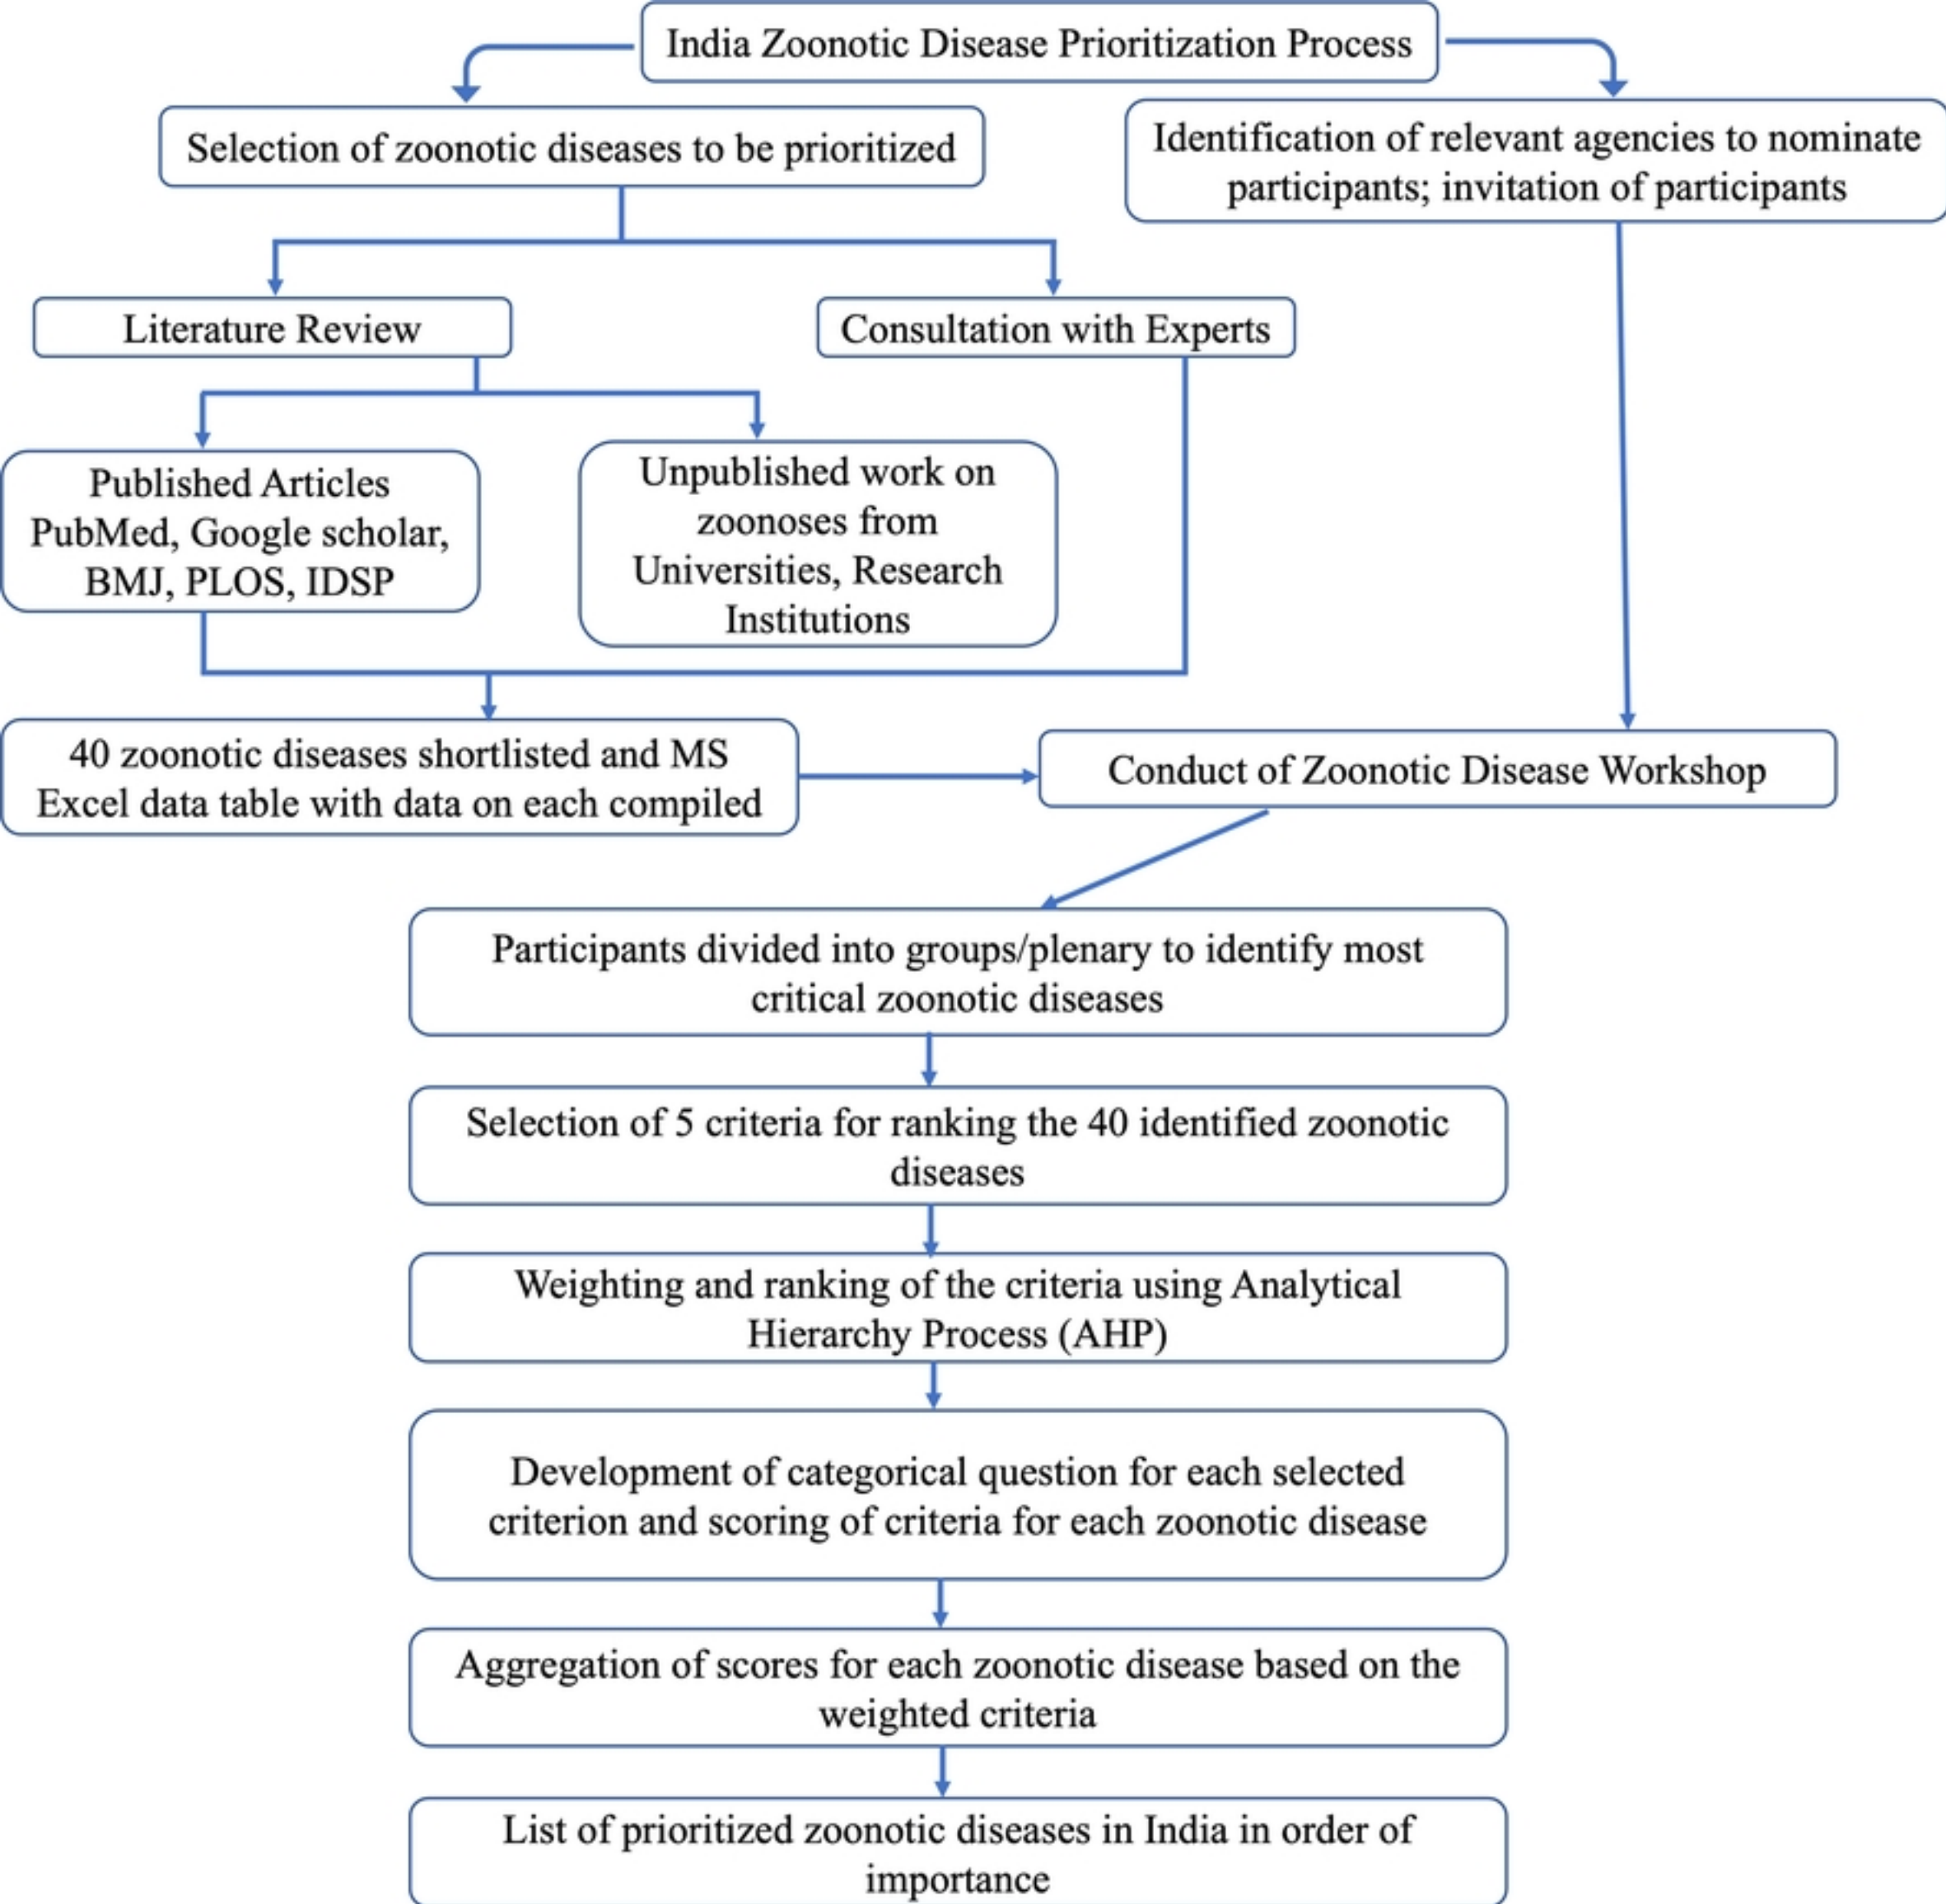 India Zoonotic Disease Prioritization Process
Selection of zoonotic diseases to be prioritized
Identification of relevant agencies to nominate
participants; invitation of participants
Literature Review
Consultation with Experts
Published Articles
PubMed, Google scholar,
BMJ, PLOS, IDSP
Unpublished work on
zoonoses from
Universities, Research
Institutions
40 zoonotic diseases shortlisted and MS
Excel data table with data on each compiled
Conduct of Zoonotic Disease Workshop
Participants divided into groups/plenary to identify most
critical zoonotic diseases
Selection of 5 criteria for ranking the 40 identified zoonotic
diseases
Weighting and ranking of the criteria using Analytical
Hierarchy Process (AHP)
Development of categorical question for each selected
criterion and scoring of criteria for each zoonotic disease
Aggregation of scores for each zoonotic disease based on the
weighted criteria
List of prioritized zoonotic diseases in India in order of
importance